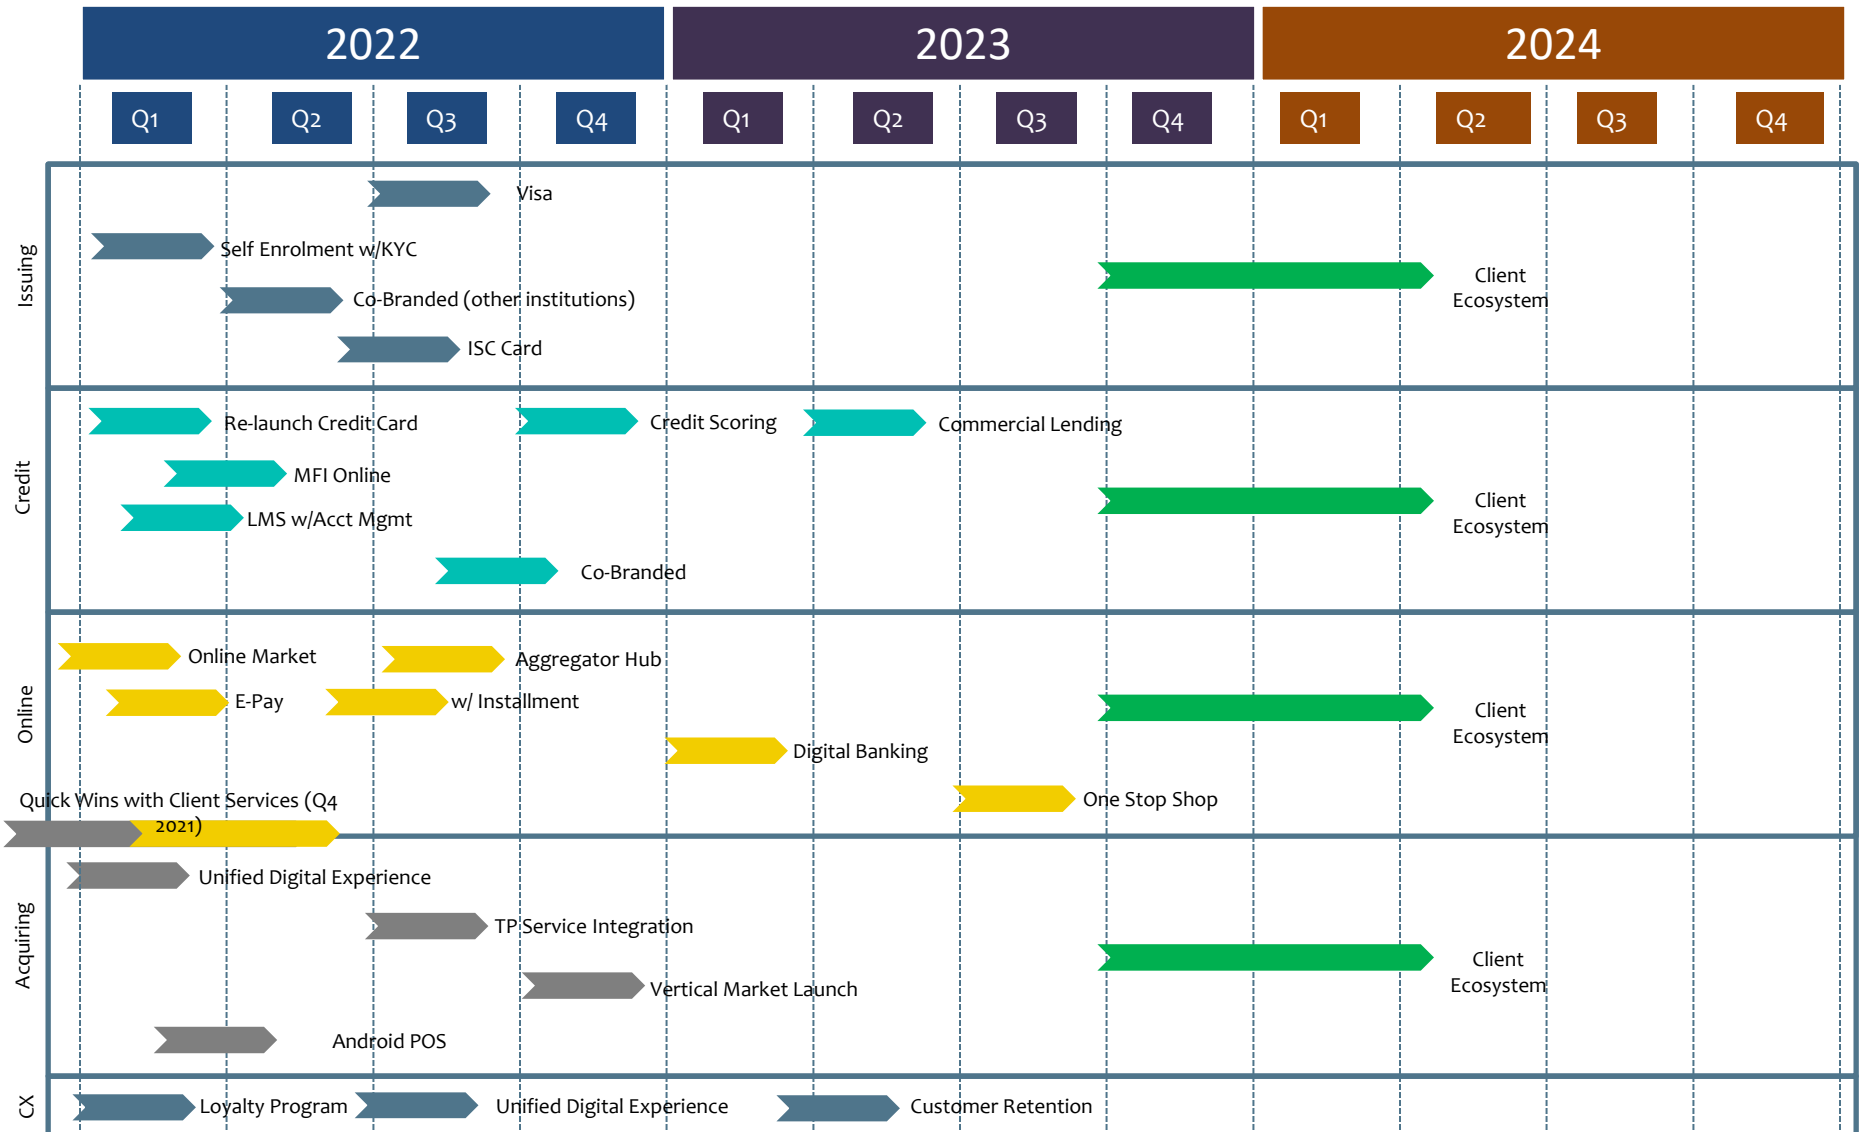 2022
2023
2024
Q1
Q2
Q3
Q4
Q1
Q2
Q3
Q4
Q1
Q2
Q3
Q4
Issuing
Visa
Self Enrolment w/KYC
Co-Branded (other institutions)
ISC Card
Client
Ecosystem
Credit
Re-launch Credit Card
Credit Scoring
Commercial Lending
MFI Online
LMS w/Acct Mgmt
Co-Branded
Client
Ecosystem
Online
Online Market
Aggregator Hub
E-Pay
w/ Installment
Digital Banking
One Stop Shop
Client
Ecosystem
Quick Wins with Client Services (Q4
2021)
Acquiring
Unified Digital Experience
TP Service Integration
Vertical Market Launch
Android POS
Client
Ecosystem
CX
Loyalty Program
Unified Digital Experience
Customer Retention